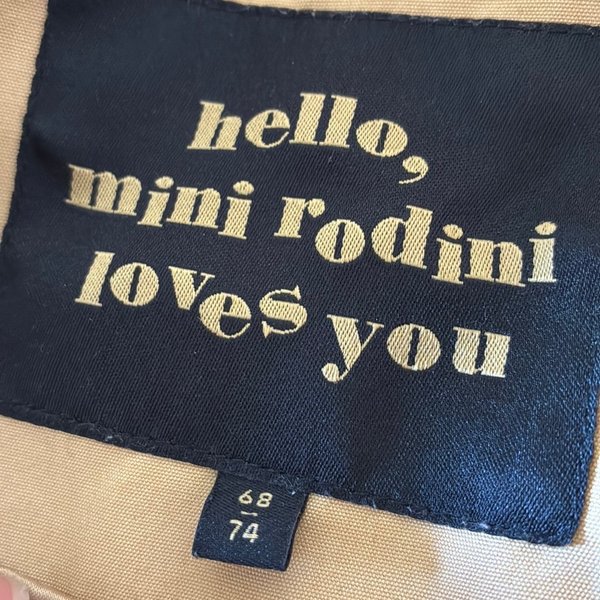 hello,
mini rodini
loves you
68
74